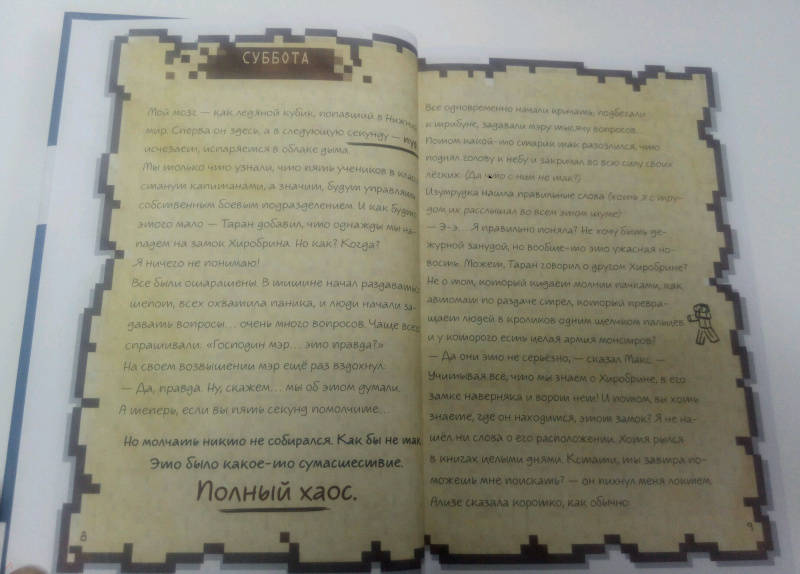 СУББОТА
Мой мозг — как ледяной кубик, попавший в Нижний
мир. Сперва он здесь, а в следующую секунду —
исчезает, испаряется в облаке дыма.
Мы только что узнали, что пять учеников в
станут капитанами, а значит, будут управлять
собственным боевым подразделением. И как будто
этого мало — Таран добавил, что однажды мы на-
падем на замок Хиробрина. Но как? Когда?
Я ничего не понимаю!
Все были ошарашены. В тишине начал раздаваться
шепот, всех охватила паника, и люди начали за-
давать вопросы... очень много вопросов. Чаще всего
спрашивали: «Господин мэр... это правда?»
На своем возвышении мэр ещё раз вздохнул:
— Да, правда. Ну, скажем... мы об этом думали.
А теперь, если вы пять секунд помолчите...
Но молчать никто не собирался. Как бы не так
Это было какое-то сумасшествие.
Полный хаос.
8
Все одновременно начали кричать, подбегали
к трибуне, задавали мэру тысячу вопросов.
Потом какой-то старик так разозлился, что
поднял голову к небу и закричал во всю силу своих
лёгких. (Да что с ним не так?)
Изумрудка нашла правильные слова (хоть я с тру-
дом их расслышал во всем этом шуме):
— Э-э... Я правильно поняла? Не хочу быть де-
журной занудой, но вообще-то это ужасная но-
вость. Может, Таран говорил о другом Хиробрине?
Не о том, который кидает молнии пачками, как
автомат по раздаче стрел, который превра-
щает людей в кроликов одним щелчком пальцев
и у которого есть целая армия монстров?
— Да они это не серьёзно, — сказал Макс. —
Учитывая всё, что мы знаем о Хиробрине, в его
замке наверняка и ворот нет! И потом, вы хоть
знаете, где он находится, этот замок? Я не на-
шёл ни слова о его расположении. Хотя рылся
в книгах целыми днями. Кстати, ты завтра по-
можешь мне поискать? — он пихнул меня локтем.
Ализе сказала коротко, как обычно:
9